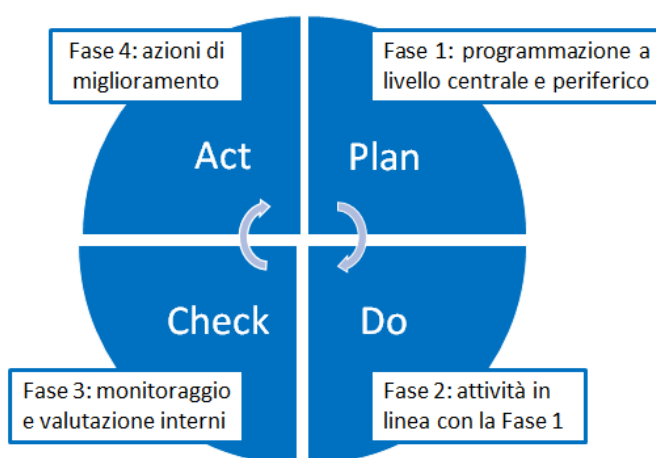 Fase 4: azioni di
miglioramento
Fase 1: programmazione a
livello centrale e periferico
Act
Plan
Check
Do
Fase 3: monitoraggio
e valutazione interni
Fase 2: attività in
linea con la Fase 1